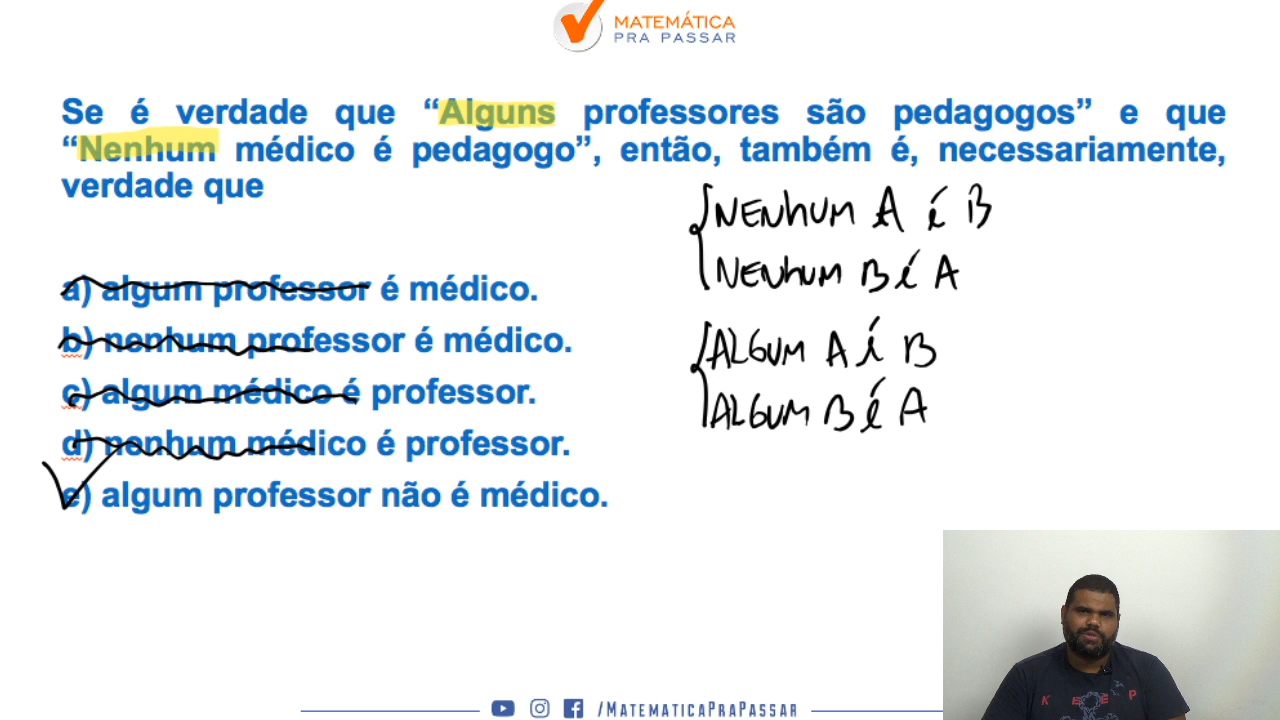 MATEMÁTICA
PRA PASSAR
Se é verdade que “Alguns professores são pedagogos” e que
“Nenhum médico é pedagogo”, então, também é, necessariamente,
verdade que
NENHUM A é B
NENHUM B é A
a) algum professor é médico.
b) nenhum professor é médico.
ALGUM A é B
c) algum médico é professor.
ALGUM B é A
d) nenhum médico é professor.
e) algum professor não é médico.
KEEP
/MATEMATICAPRAPASSAR